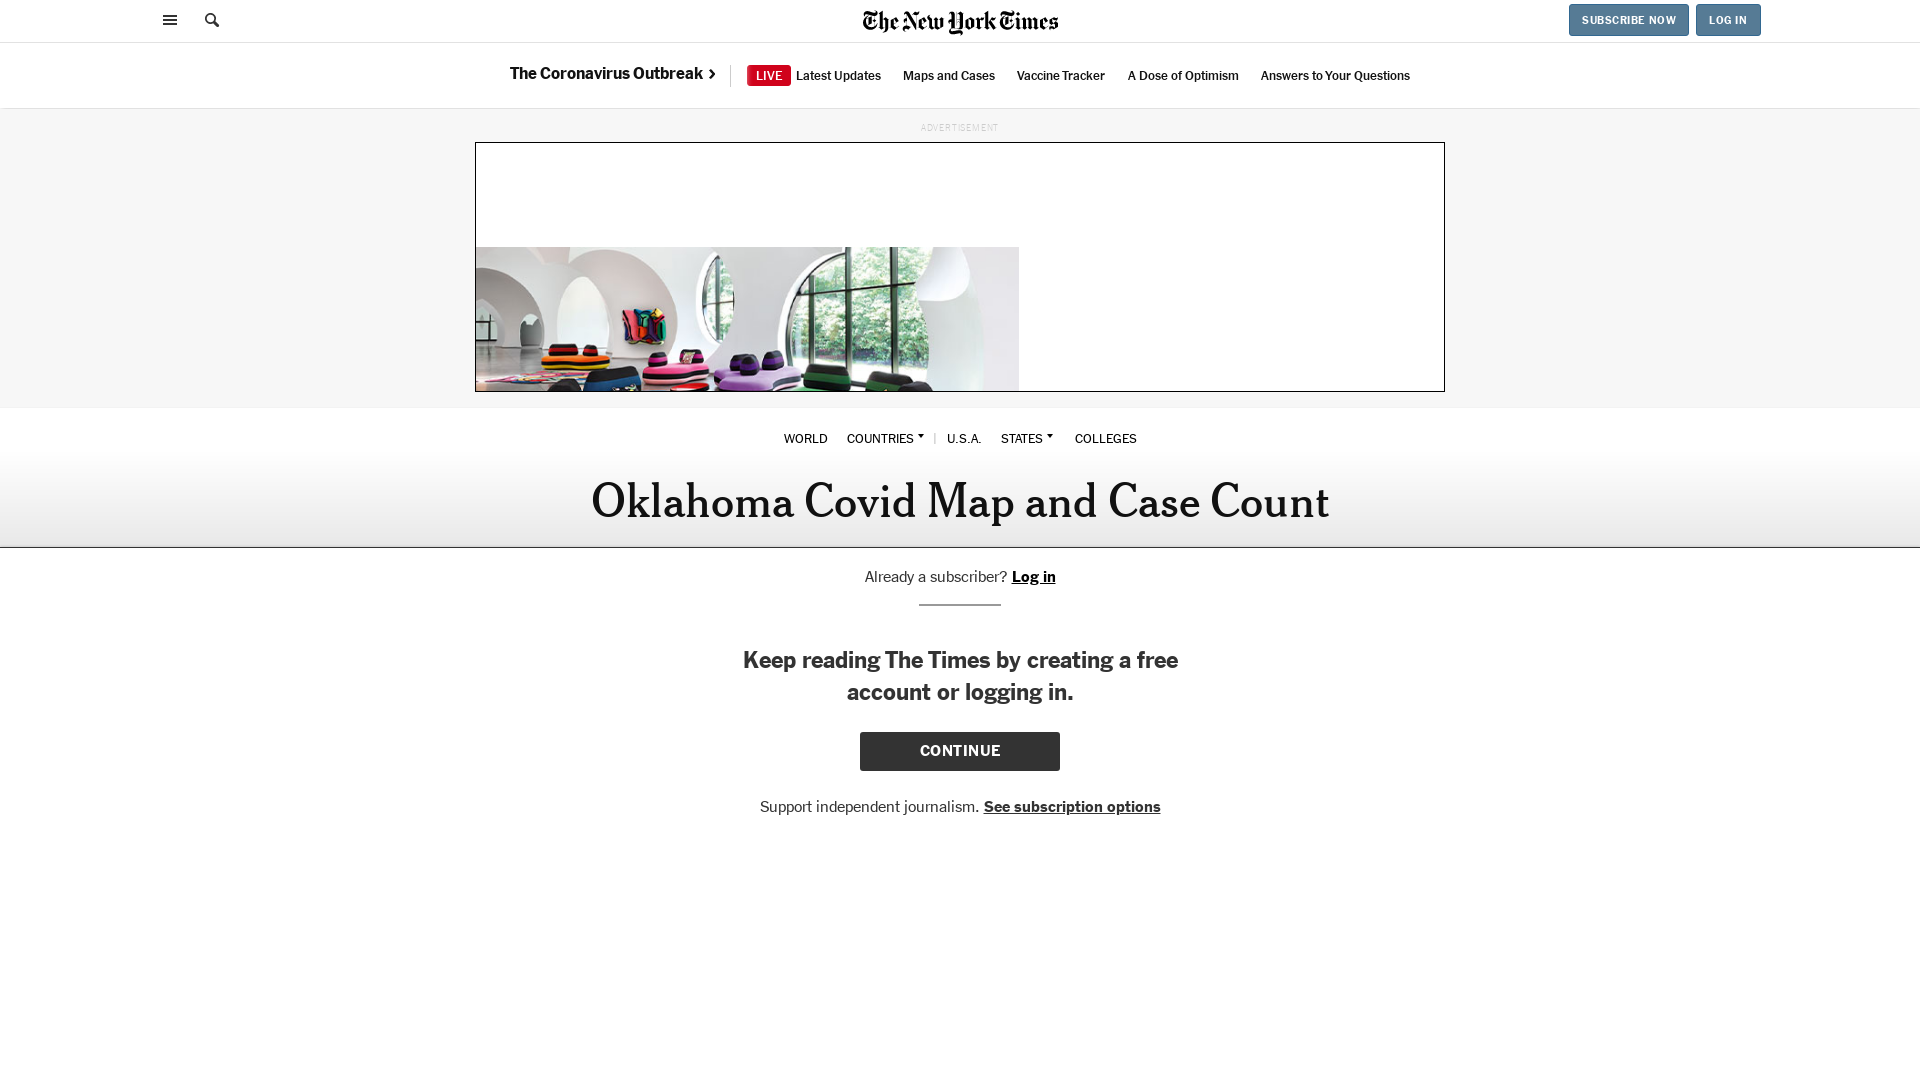 The New York Times
SUBSCRIBE NOW
LOG IN
The Coronavirus Outbreak ›
LIVE Latest Updates
Maps and Cases
Vaccine Tracker
A Dose of Optimism
Answers to Your Questions
ADVERTISEMENT
WORLD
COUNTRIES
U.S.A.
STATES
COLLEGES
Oklahoma Covid Map and Case Count
Already a subscriber? Log in
Keep reading The Times by creating a free
account or logging in.
CONTINUE
Support independent journalism. See subscription options